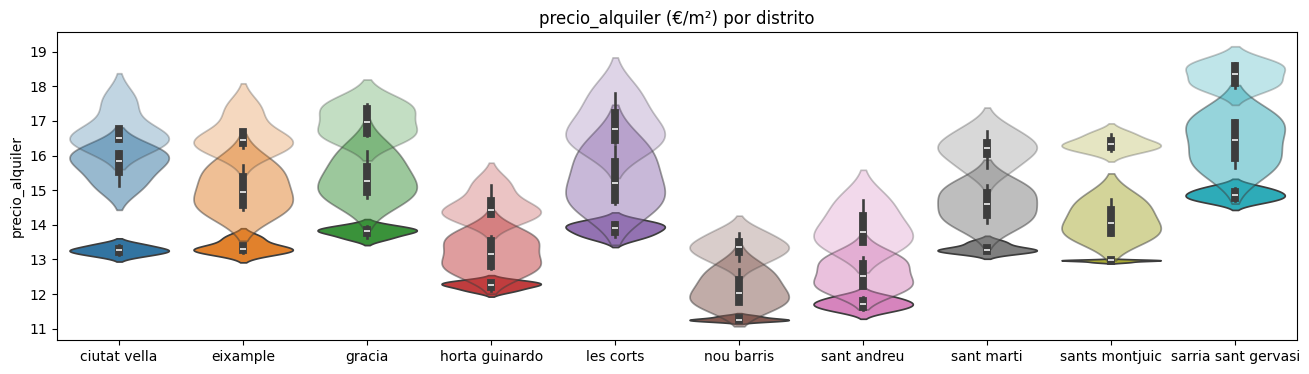 precio_alquiler (€/m²) por distrito
precio_alquiler
19
18
17
16
15
14
13
12
11
ciutat vella
eixample
gracia
horta guinardo
les corts
nou barris
sant andreu
sant marti
sants montjuic
sarria sant gervasi